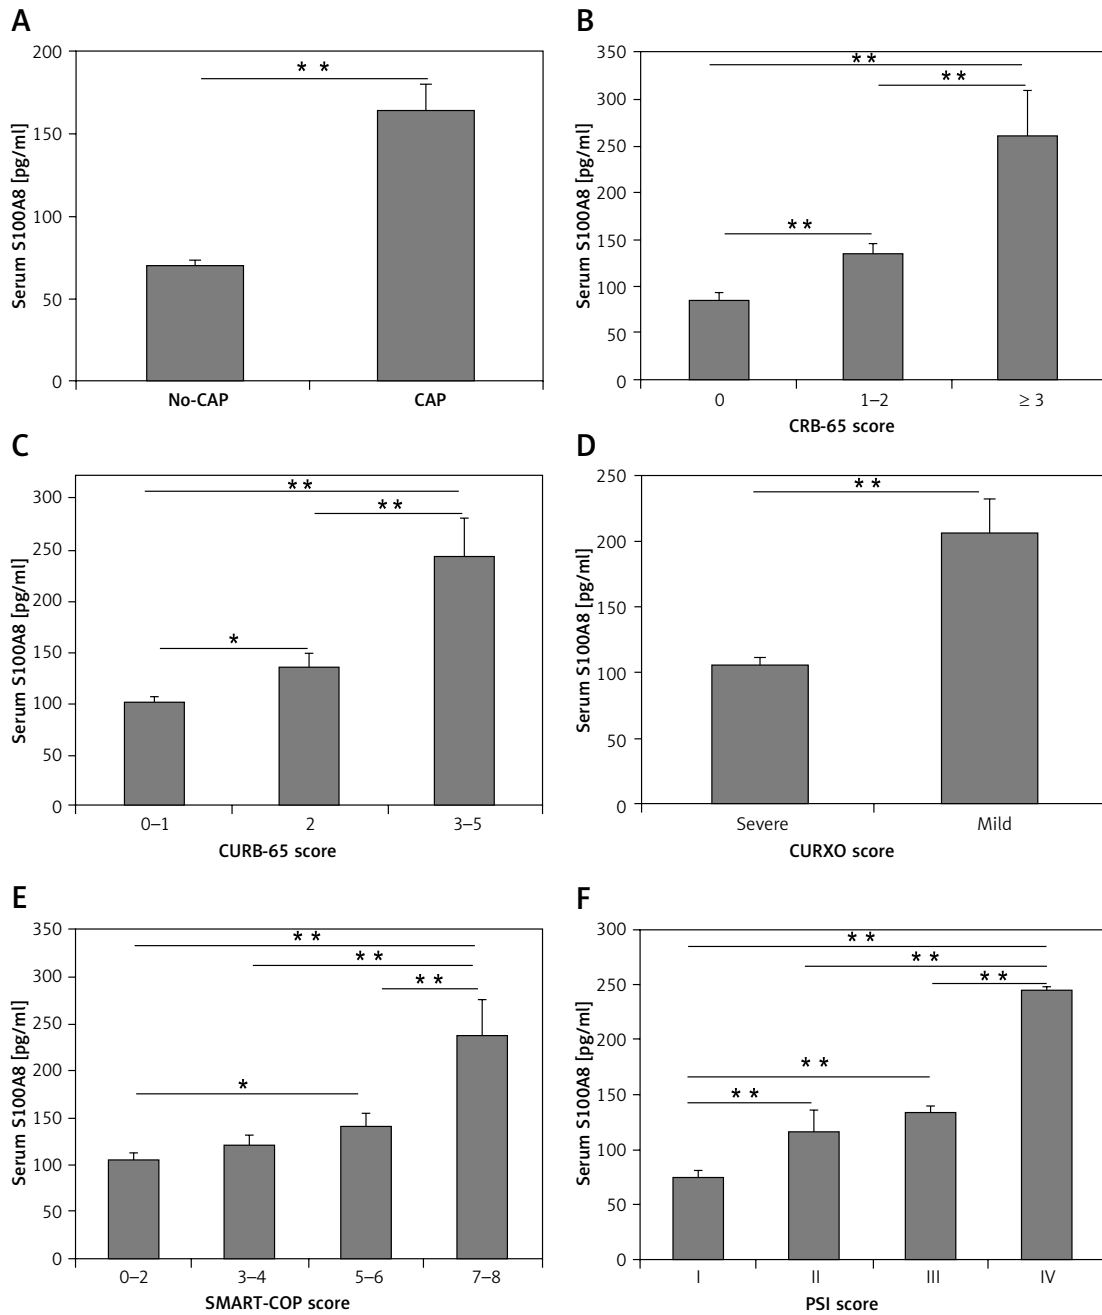 A
Serum S100A8 [pg/ml]
200
150
100
50
0
* *
No-CAP CAP
B
Serum S100A8 [pg/ml]
350
300
250
200
150
100
50
0
**
**
**
0 1–2 ≥ 3
CRB-65 score
C
Serum S100A8 [pg/ml]
300
250
200
150
100
50
0
**
**
*
0–1 2 3–5
CURB-65 score
D
Serum S100A8 [pg/ml]
250
200
150
100
50
0
**
Severe Mild
CURXO score
E
Serum S100A8 [pg/ml]
350
300
250
200
150
100
50
0
**
**
**
*
0–2 3–4 5–6 7–8
SMART-COP score
F
Serum S100A8 [pg/ml]
300
250
200
150
100
50
0
**
**
**
**
**
I II III IV
PSI score